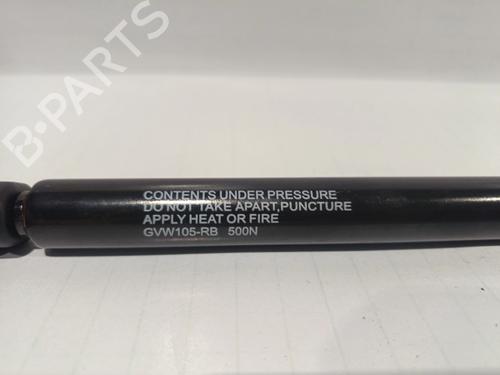 B-PARTS
CONTENTS UNDER PRESSURE
DO NOT TAKE APART,PUNCTURE
APPLY HEAT OR FIRE
GVW105-RB 500N